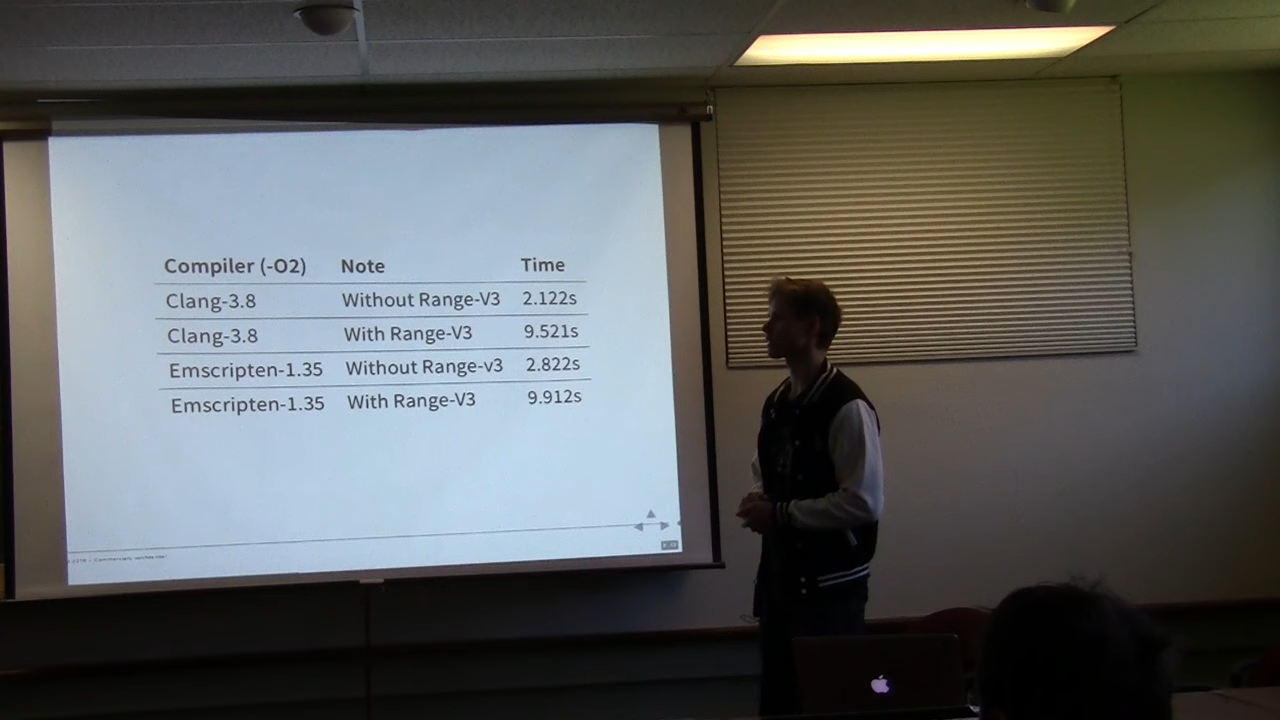 Compiler (-O2) Note Time
Clang-3.8 Without Range-V3 2.122s
Clang-3.8 With Range-V3 9.521s
Emscripten-1.35 Without Range-v3 2.822s
Emscripten-1.35 With Range-V3 9.912s